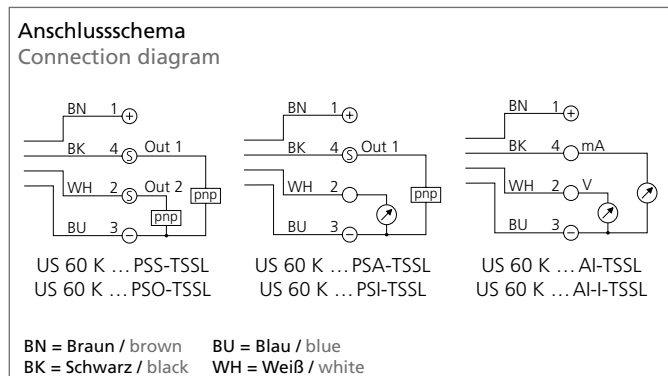 Anschlussschema
Connection diagram
BN 1 +
BK 4 S Out 1
WH 2 S Out 2
pnp
pnp
BU 3 −
US 60 K ... PSS-TSSL
US 60 K ... PSO-TSSL
BN 1 +
BK 4 S Out 1
WH 2
pnp
BU 3 −
US 60 K ... PSA-TSSL
US 60 K ... PSI-TSSL
BN 1 +
BK 4 mA
WH 2 V
BU 3 −
US 60 K ... AI-TSSL
US 60 K ... AI-I-TSSL
BN = Braun / brown BU = Blau / blue
BK = Schwarz / black WH = Weiß / white